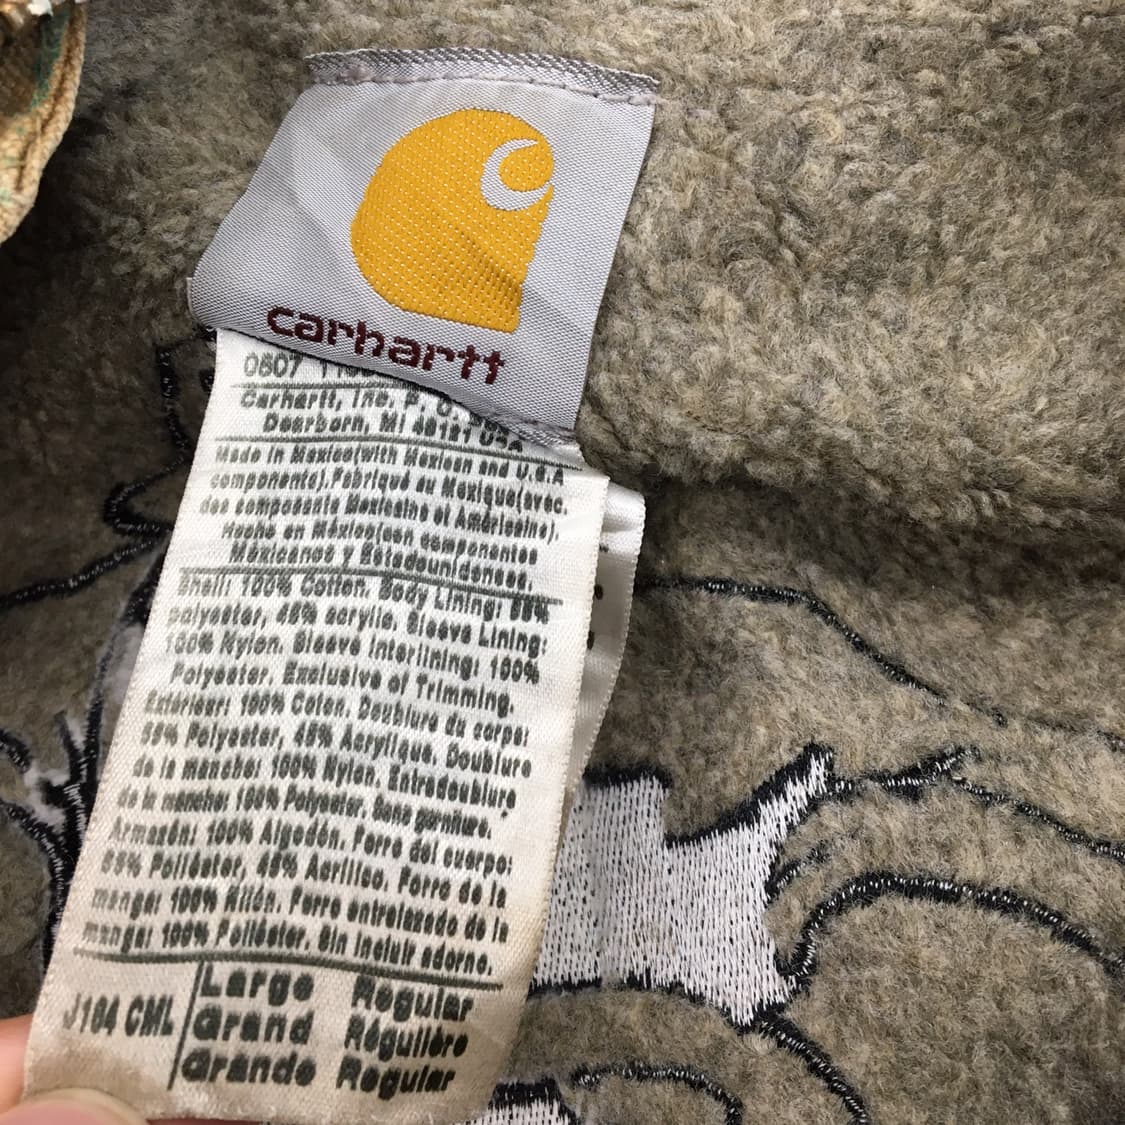 carhartt
0607
Carhartt, Inc. P. O.
Dearborn, MI 48121 USA
Made in Mexico(with Mexican and U.S.A
components).Fabriqué au Mexique(avec.
des composants Mexicains et Américains).
Hecho en México(con componentes
Mexicanos y Estadounidenses.
Shell: 100% Cotton. Body Lining: 55%
polyester, 45% acrylic. Sleeve Lining:
100% Nylon. Sleeve Interlining: 100%
Polyester. Exclusive of Trimming.
Extérieur: 100% Coton. Doublure du corps:
55% Polyester, 45% Acrylique. Doublure
de la manche: 100% Nylon. Entredoublure
de la manche: 100% Polyester. Sans garniture.
Armazón: 100% Algodón. Forro del cuerpo:
55% Poliéster, 45% Acrílico. Forro de la
manga: 100% Nilón. Forro entrelazado de la
manga: 100% Poliéster. Sin incluir adorno.
J104 CML
Large Regular
Grand Régulière
Grande Regular